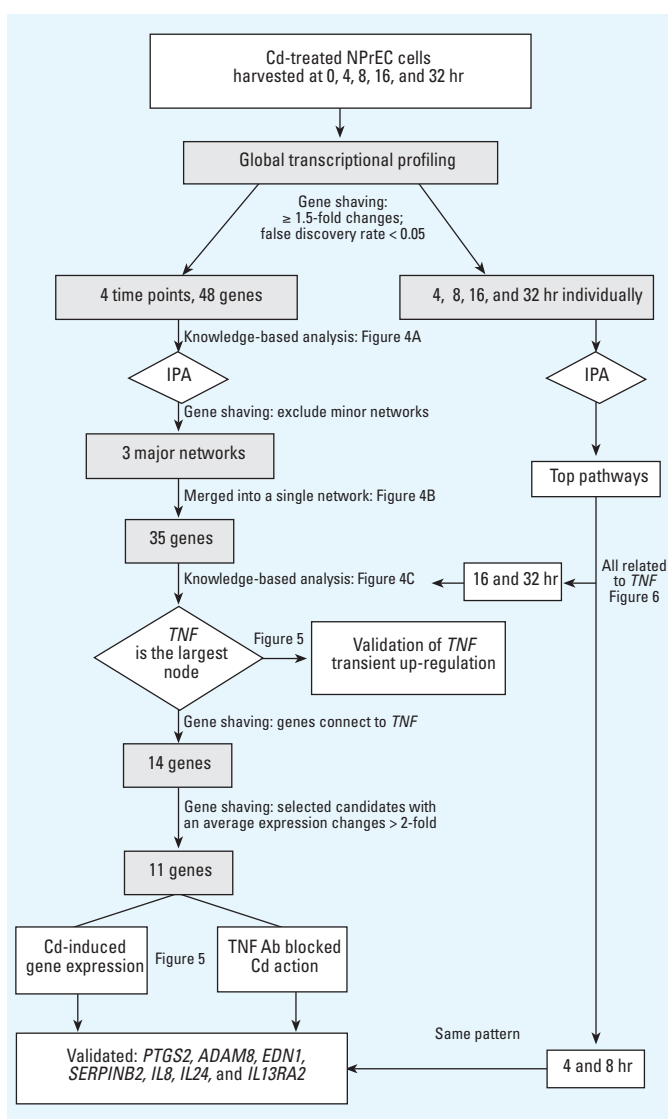 Cd-treated NPrEC cells
harvested at 0, 4, 8, 16, and 32 hr
Global transcriptional profiling
Gene shaving:
≥ 1.5-fold changes;
false discovery rate < 0.05
4 time points, 48 genes
4, 8, 16, and 32 hr individually
Knowledge-based analysis: Figure 4A
IPA
IPA
Gene shaving: exclude minor networks
3 major networks
Top pathways
Merged into a single network: Figure 4B
35 genes
Knowledge-based analysis: Figure 4C
16 and 32 hr
All related
to TNF
Figure 6
TNF
is the largest
node
Figure 5
Validation of TNF
transient up-regulation
Gene shaving: genes connect to TNF
14 genes
Gene shaving: selected candidates with
an average expression changes > 2-fold
11 genes
Cd-induced
gene expression
Figure 5
TNF Ab blocked
Cd action
Validated: PTGS2, ADAM8, EDN1,
SERPINB2, IL8, IL24, and IL13RA2
Same pattern
4 and 8 hr